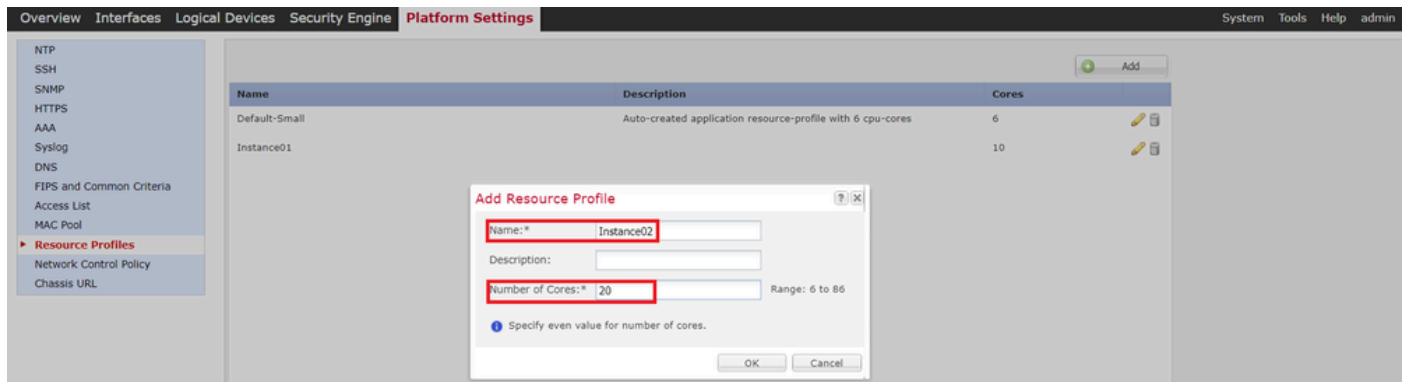 Overview Interfaces Logical Devices Security Engine Platform Settings System Tools Help admin
NTP
SSH
SNMP
HTTPS
AAA
Syslog
DNS
FIPS and Common Criteria
Access List
MAC Pool
Resource Profiles
Network Control Policy
Chassis URL
Add
Name Description Cores
Default-Small Auto-created application resource-profile with 6 cpu-cores 6
Instance01 10
Add Resource Profile ? X
Name:* Instance02
Description:
Number of Cores:* 20 Range: 6 to 86
Specify even value for number of cores.
OK Cancel